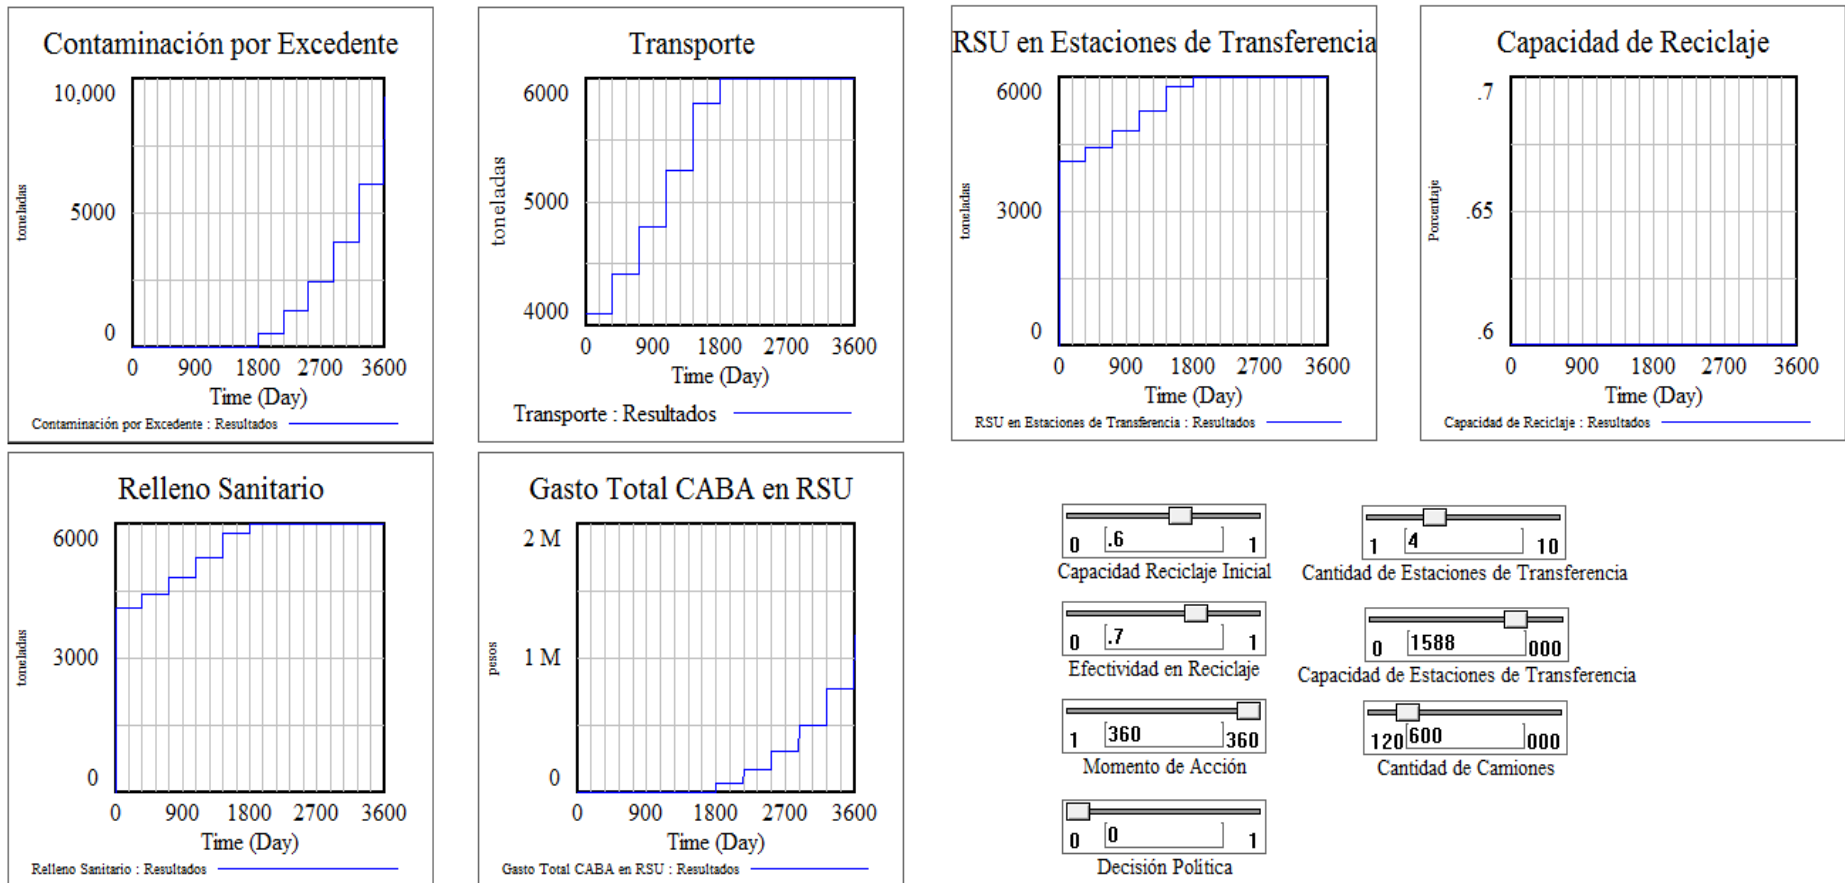 Contaminación por Excedente
10,000
5000
0
toneladas
0 900 1800 2700 3600
Time (Day)
Contaminación por Excedente : Resultados
Transporte
6000
5000
4000
toneladas
0 900 1800 2700 3600
Time (Day)
Transporte : Resultados
RSU en Estaciones de Transferencia
6000
3000
0
toneladas
0 900 1800 2700 3600
Time (Day)
RSU en Estaciones de Transferencia : Resultados
Capacidad de Reciclaje
.7
.65
.6
Porcentaje
0 900 1800 2700 3600
Time (Day)
Capacidad de Reciclaje : Resultados
Relleno Sanitario
6000
3000
0
toneladas
0 900 1800 2700 3600
Time (Day)
Relleno Sanitario : Resultados
Gasto Total CABA en RSU
2 M
1 M
0
pesos
0 900 1800 2700 3600
Time (Day)
Gasto Total CABA en RSU : Resultados
0 .6 1
Capacidad Reciclaje Inicial
1 4 10
Cantidad de Estaciones de Transferencia
0 .7 1
Efectividad en Reciclaje
0 1588 000
Capacidad de Estaciones de Transferencia
1 360 360
Momento de Acción
120 600 000
Cantidad de Camiones
0 0 1
Decisión Política